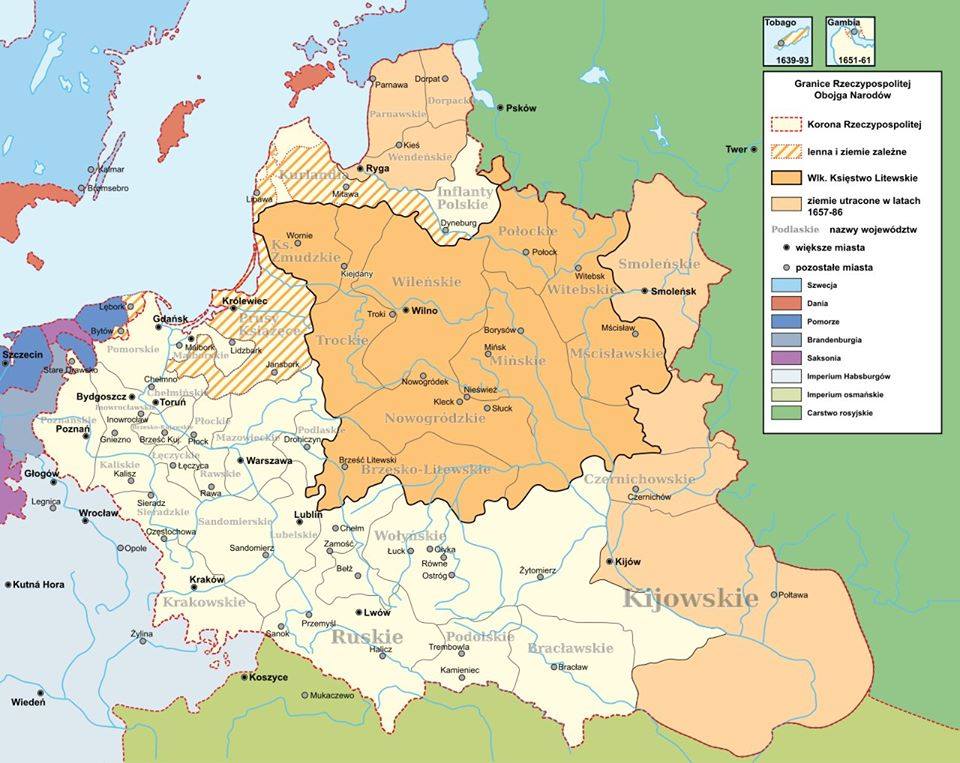 Tobago
1639-93
Gambia
1651-61
Granice Rzeczypospolitej
Obojga Narodów
Korona Rzeczypospolitej
lenna i ziemie zależne
Wlk. Księstwo Litewskie
ziemie utracone w latach
1657-86
Podlaskie
nazwy województw
większe miasta
pozostałe miasta
Szwecja
Dania
Pomorze
Brandenburgia
Saksonia
Imperium Habsburgów
Imperium osmańskie
Carstwo rosyjskie
Parnawa
Dorpat
Dorpackie
Parnawskie
Psków
Kieś
Wendeńskie
Twer
Kalmar
Brömsebro
Ryga
Kurlandia
Mitawa
Lipawa
Inflanty
Polskie
Dyneburg
Wornie
Ks.
Żmudzkie
Kiejdany
Połockie
Połock
Wileńskie
Witebsk
Witebskie
Smoleńskie
Smoleńsk
Królewiec
Lębork
Gdańsk
Bytów
Prusy
Książęce
Troki
Wilno
Trockie
Borysów
Mścisław
Malbork
Lidzbark
Pomorskie
Malborskie
Mińsk
Mińskie
Mścisławskie
Szczecin
Stare Drawsko
Jansbork
Chełmno
Chełmińskie
Nowogródek
Nieśwież
Kleck
Słuck
Nowogródzkie
Bydgoszcz
Toruń
Inowrocławskie
Inowrocław
Poznańskie
Poznań
Gniezno
Brześć Kuj.
Płock
Płockie
Mazowieckie
Podlaskie
Drohiczyn
Łęczyckie
Łęczyca
Warszawa
Brześć Litewski
Brzesko-Litewskie
Kaliskie
Kalisz
Rawskie
Rawa
Głogów
Legnica
Sieradz
Sieradzkie
Czernichowskie
Czernichów
Wrocław
Lublin
Lubelskie
Sandomierskie
Sandomierz
Częstochowa
Opole
Chełm
Zamość
Bełż
Wołyńskie
Łuck
Ołyka
Równe
Ostróg
Kijów
Żytomierz
Kutná Hora
Kraków
Krakowskie
Kijowskie
Połtawa
Lwów
Przemyśl
Żylina
Sanok
Ruskie
Halicz
Podolskie
Trembowla
Kamieniec
Bracławskie
Bracław
Koszyce
Mukaczewo
Wiedeń